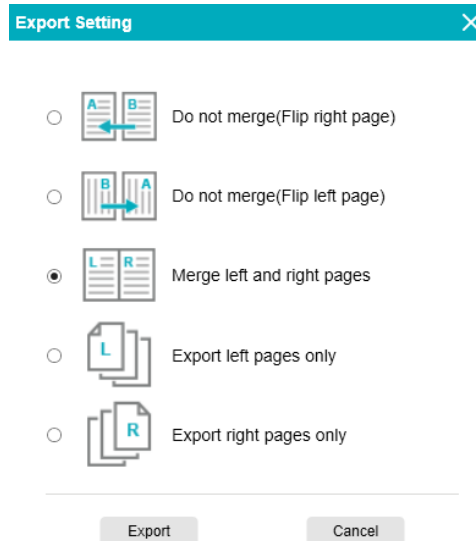 Export Setting
A B
Do not merge(Flip right page)
B A
Do not merge(Flip left page)
L R
Merge left and right pages
L
Export left pages only
R
Export right pages only
Export Cancel